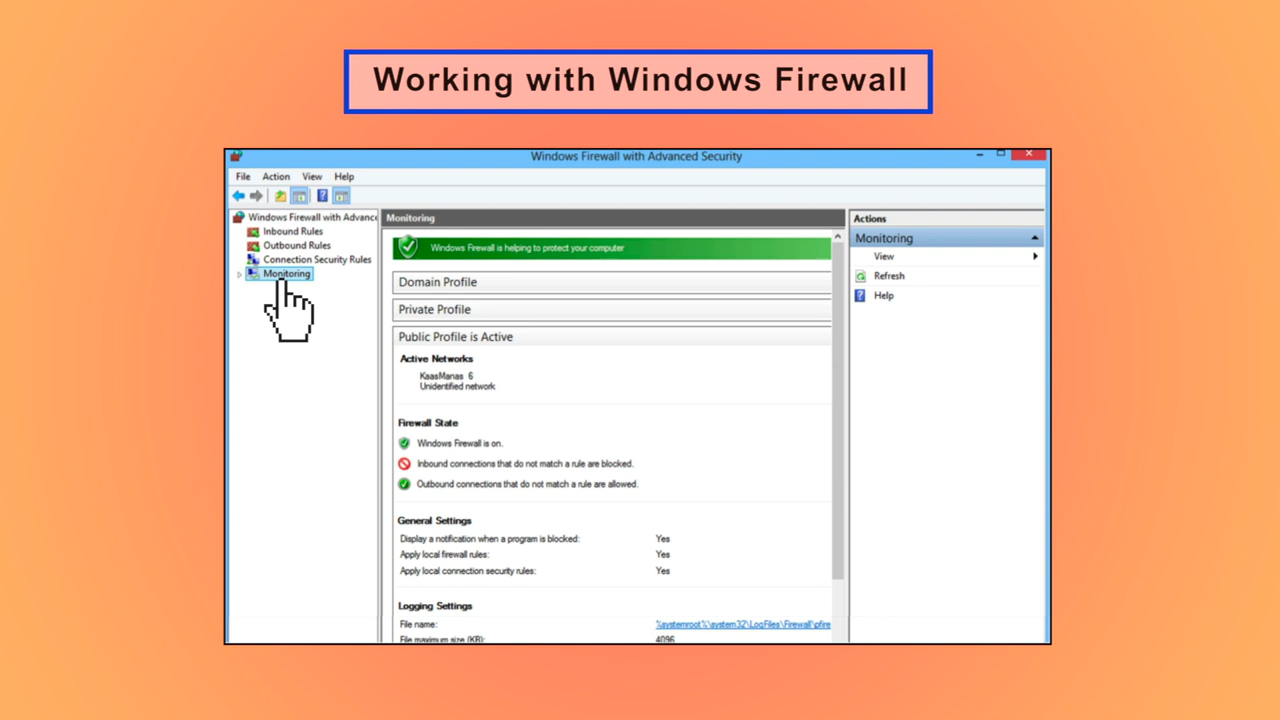 Working with Windows Firewall
Windows Firewall with Advanced Security
File Action View Help
Windows Firewall with Advance
Inbound Rules
Outbound Rules
Connection Security Rules
Monitoring
Monitoring
Windows Firewall is helping to protect your computer
Domain Profile
Private Profile
Public Profile is Active
Active Networks
KaasManas 6
Unidentified network
Firewall State
Windows Firewall is on.
Inbound connections that do not match a rule are blocked.
Outbound connections that do not match a rule are allowed.
General Settings
Display a notification when a program is blocked: Yes
Apply local firewall rules: Yes
Apply local connection security rules: Yes
Logging Settings
File name: %systemroot%\system32\LogFiles\Firewall\pfire
File maximum size (KB): 4096
Actions
Monitoring
View
Refresh
Help